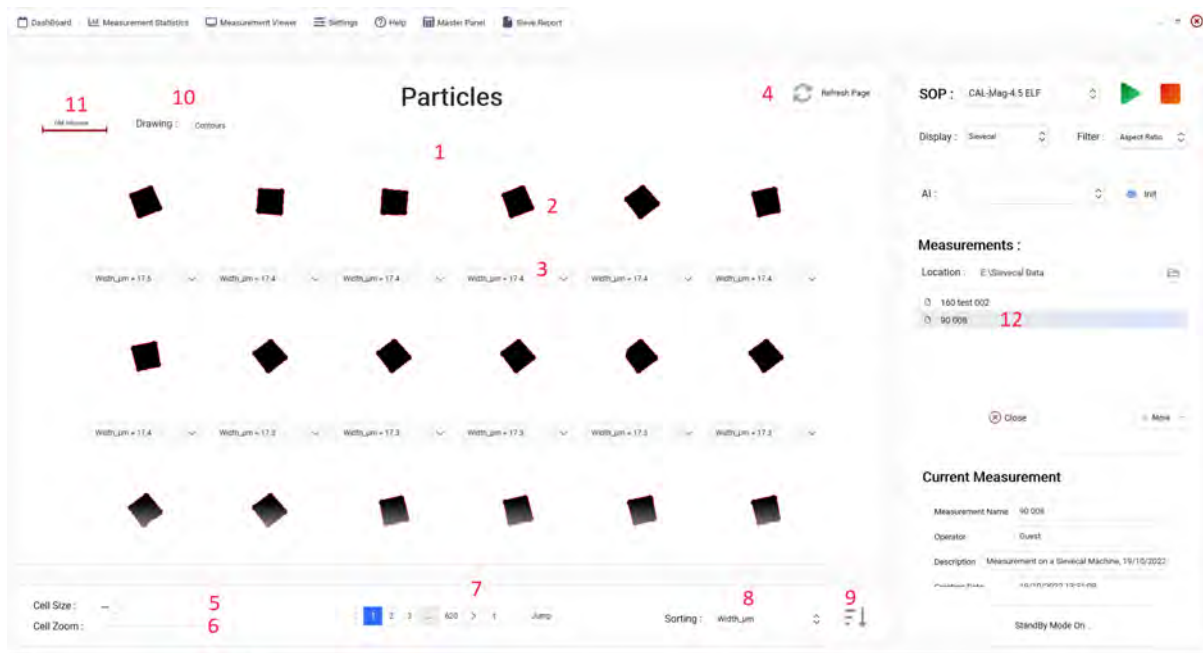 DashBoard Measurement Statistics Measurement Viewer Settings Help Master Panel Sieve Report
11
10
Particles
4 Refresh Page
SOP : CAL-Mag-4.5 ELF
Drawing : Contours
Display : Sievecal Filter : Aspect Ratio
1
2
AI : Init
Measurements :
3
Width_µm = 17.5 Width_µm = 17.4 Width_µm = 17.4 Width_µm = 17.4 Width_µm = 17.4 Width_µm = 17.4
Location : E:\Sievecal Data
160 test 002
90 008 12
Close More
Width_µm = 17.4 Width_µm = 17.3 Width_µm = 17.3 Width_µm = 17.3 Width_µm = 17.3 Width_µm = 17.3
Current Measurement
Measurement Name 90 008
Operator Guest
Description Measurement on a Sievecal Machine, 19/10/2022
Creation Date
7
Cell Size : 5
1 2 3 ... 620 Jump
8
9
Sorting : Width_µm
Cell Zoom : 6
StandBy Mode On ..